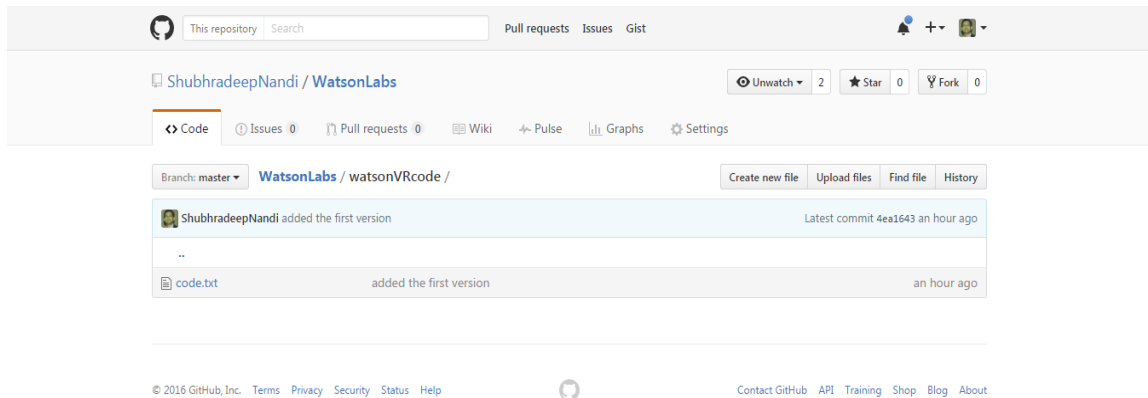 This repository Search Pull requests Issues Gist
ShubhradeepNandi / WatsonLabs Unwatch 2 Star 0 Fork 0
Code Issues 0 Pull requests 0 Wiki Pulse Graphs Settings
Branch: master WatsonLabs / watsonVRcode / Create new file Upload files Find file History
ShubhradeepNandi added the first version Latest commit 4ea1643 an hour ago
..
code.txt added the first version an hour ago
© 2016 GitHub, Inc. Terms Privacy Security Status Help Contact GitHub API Training Shop Blog About